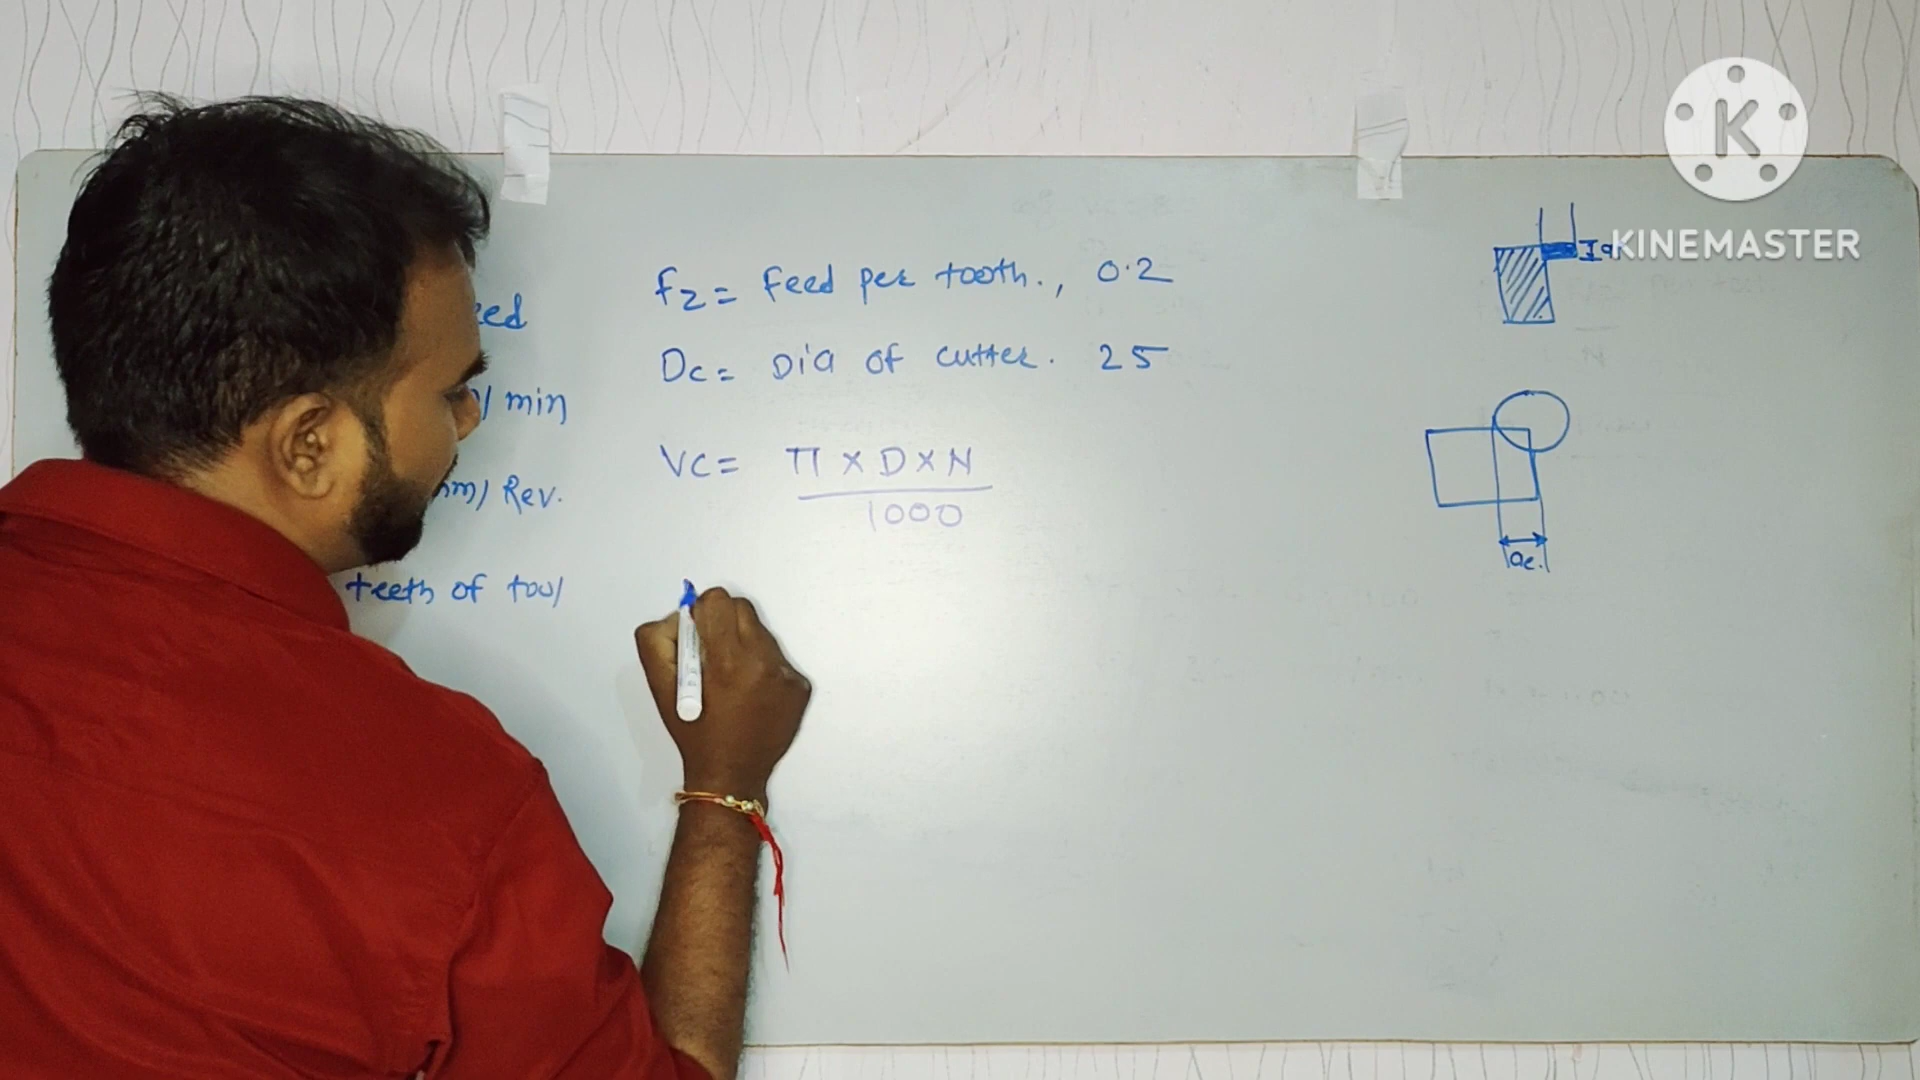 KINEMASTER
fz = feed per tooth., 0.2
Dc = Dia of cutter. 25
/ min
Vc = π × D × N
1000
mm/ Rev.
teeth of tool
ae.